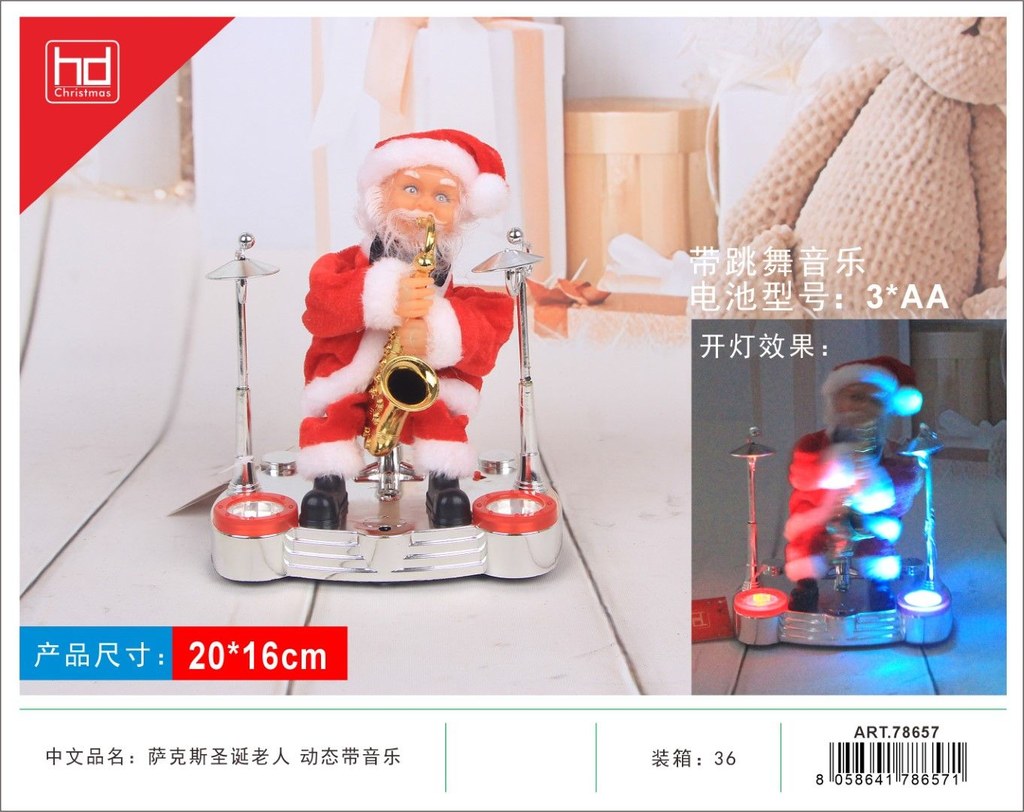 hd
Christmas
带跳舞音乐
电池型号：3*AA
开灯效果：
产品尺寸：20*16cm
中文品名：萨克斯圣诞老人 动态带音乐
装箱：36
ART.78657
8 058641 786571